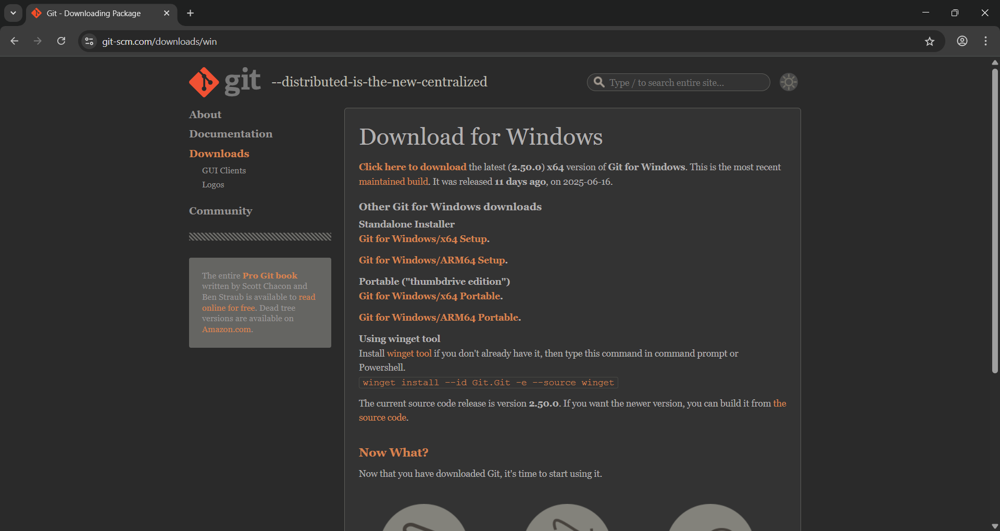 Git - Downloading Package
git-scm.com/downloads/win
git --distributed-is-the-new-centralized
Type / to search entire site...
About
Documentation
Downloads
GUI Clients
Logos
Community
The entire Pro Git book
written by Scott Chacon and
Ben Straub is available to read
online for free. Dead tree
versions are available on
Amazon.com.
Download for Windows
Click here to download the latest (2.50.0) x64 version of Git for Windows. This is the most recent
maintained build. It was released 11 days ago, on 2025-06-16.
Other Git for Windows downloads
Standalone Installer
Git for Windows/x64 Setup.
Git for Windows/ARM64 Setup.
Portable ("thumbdrive edition")
Git for Windows/x64 Portable.
Git for Windows/ARM64 Portable.
Using winget tool
Install winget tool if you don't already have it, then type this command in command prompt or
Powershell.
winget install --id Git.Git -e --source winget
The current source code release is version 2.50.0. If you want the newer version, you can build it from the
source code.
Now What?
Now that you have downloaded Git, it's time to start using it.